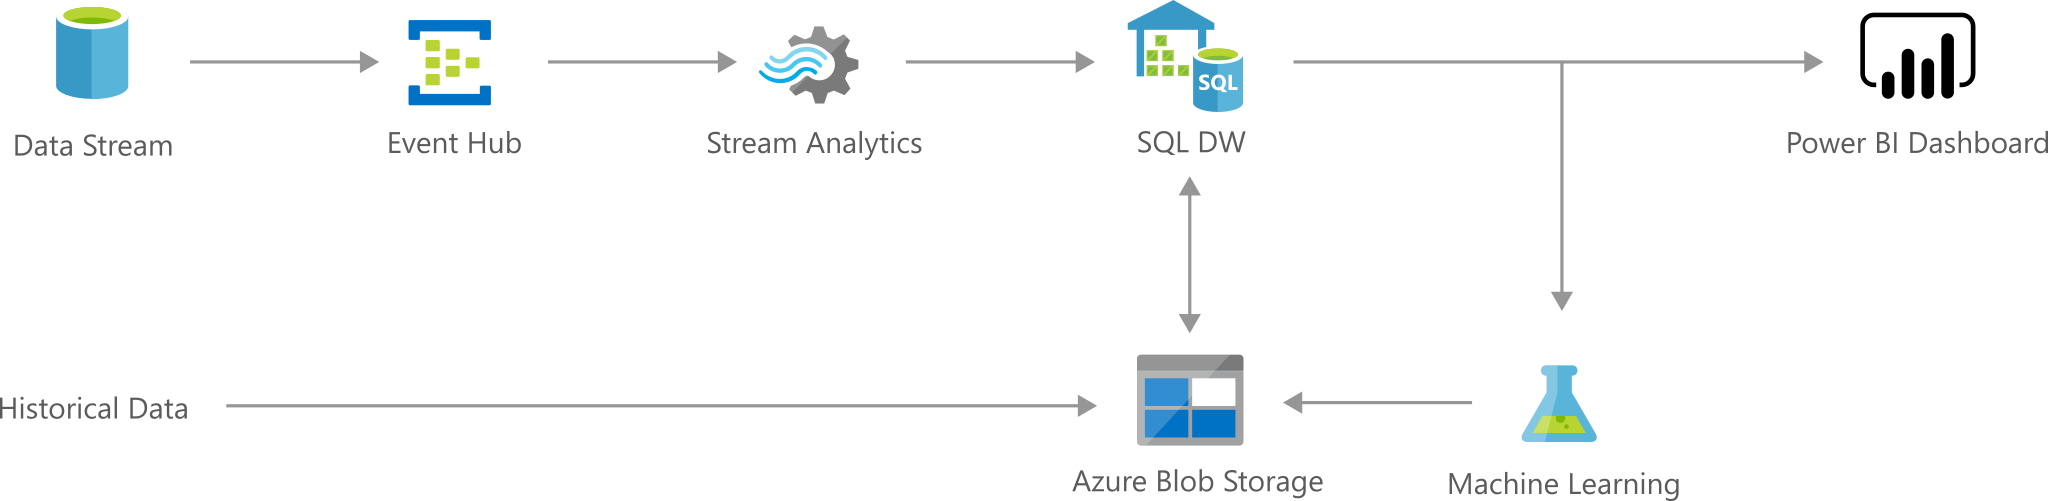 SQL
Data Stream
Event Hub
Stream Analytics
SQL DW
Power BI Dashboard
Historical Data
Azure Blob Storage
Machine Learning